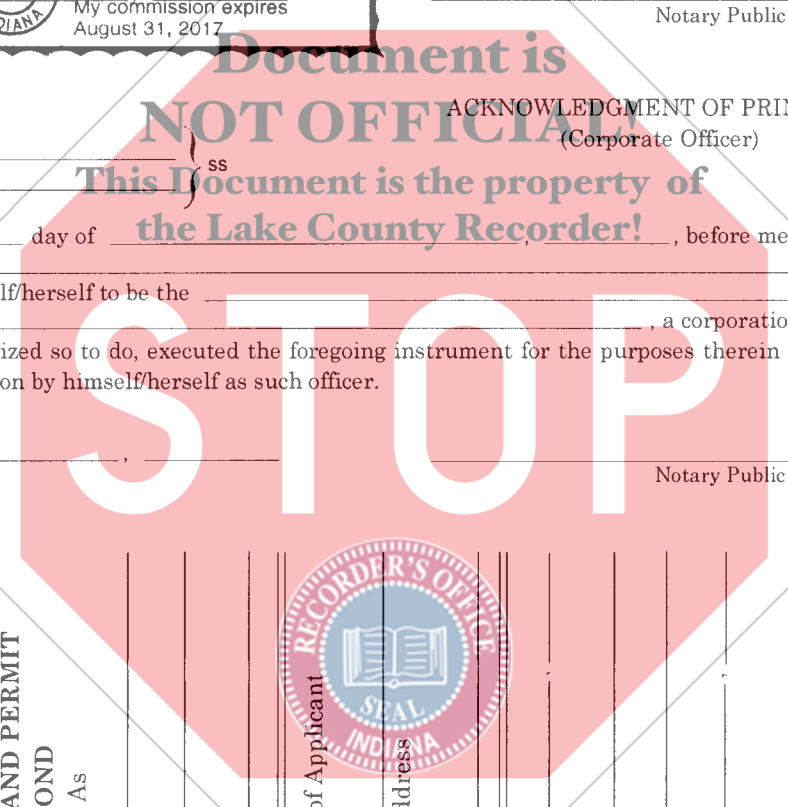 DIANA
My commission expires
August 31, 2017
Notary Public
Document is
NOT OFFICIAL!
ACKNOWLEDGMENT OF PRIN
(Corporate Officer)
ss
This Document is the property of
the Lake County Recorder!
day of , , before me
lf/herself to be the
, a corporatio
ized so to do, executed the foregoing instrument for the purposes therein
on by himself/herself as such officer.
STOP
,
Notary Public
RECORDER'S OFFICE
SEAL
INDIANA
AND PERMIT
OND
As
of Applicant
ddress